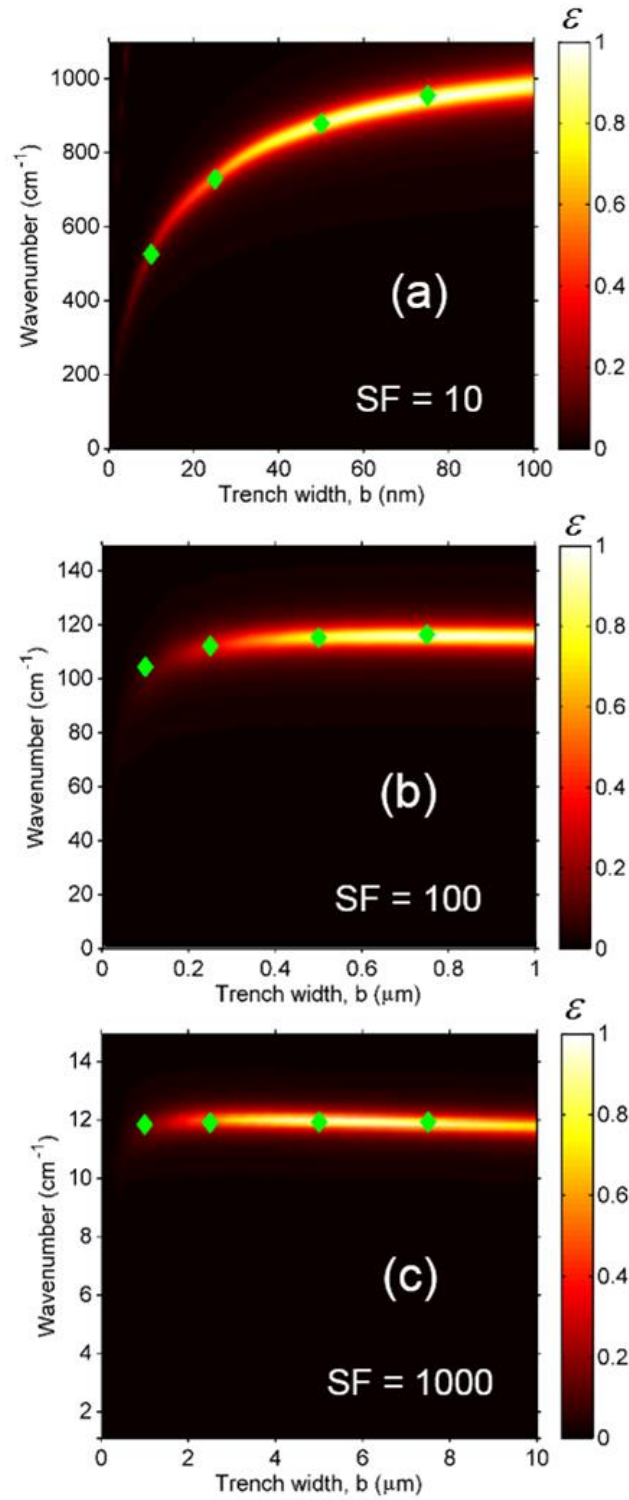 ε
1000
800
600
400
200
0
Wavenumber (cm⁻¹)
(a)
SF = 10
0 20 40 60 80 100
Trench width, b (nm)
1
0.8
0.6
0.4
0.2
0
ε
140
120
100
80
60
40
20
0
Wavenumber (cm⁻¹)
(b)
SF = 100
0 0.2 0.4 0.6 0.8 1
Trench width, b (μm)
1
0.8
0.6
0.4
0.2
0
ε
14
12
10
8
6
4
2
Wavenumber (cm⁻¹)
(c)
SF = 1000
0 2 4 6 8 10
Trench width, b (μm)
1
0.8
0.6
0.4
0.2
0